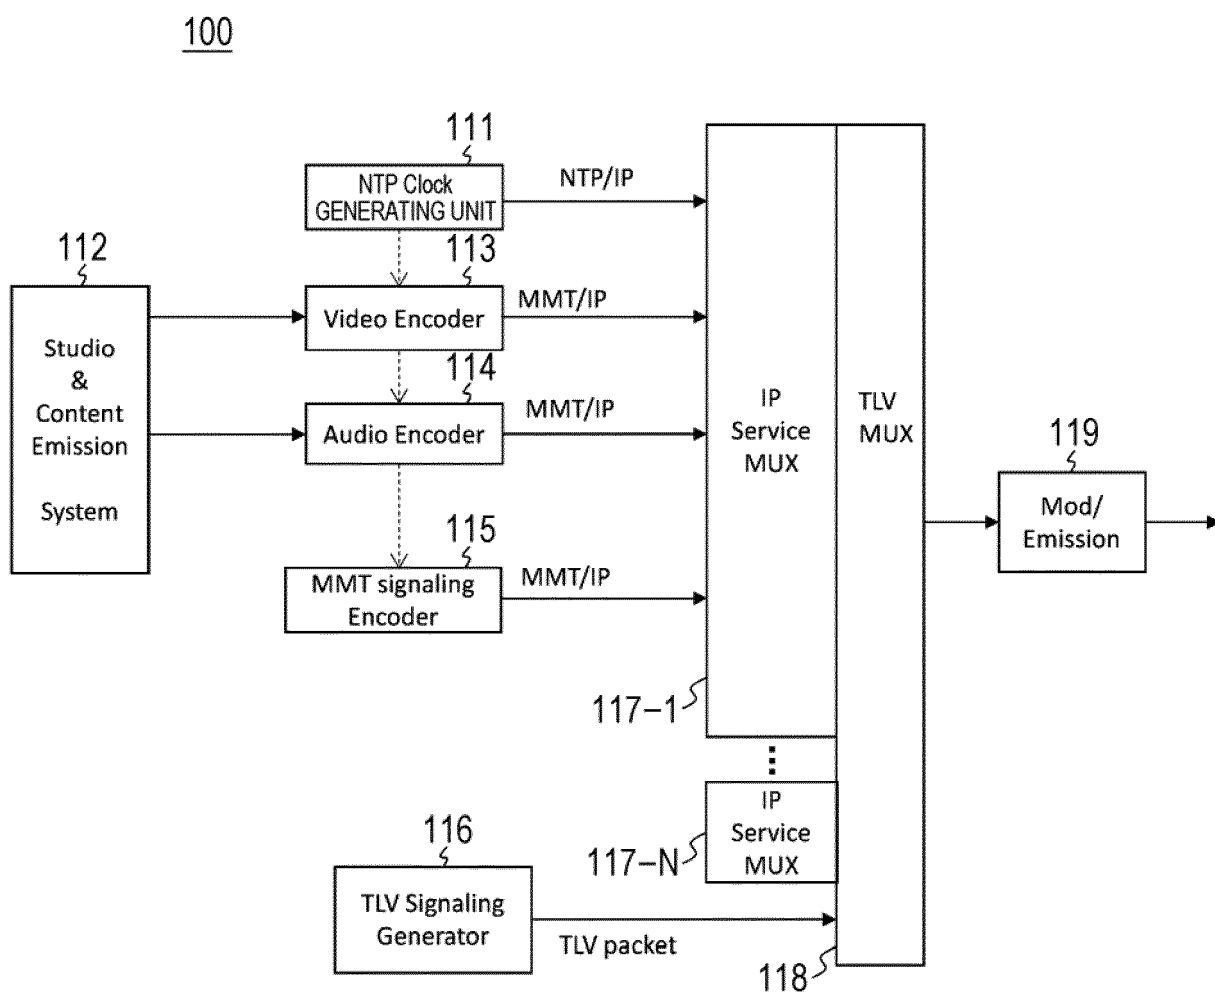 100
111
NTP Clock
GENERATING UNIT
NTP/IP
112
Studio
&
Content
Emission
System
113
Video Encoder
MMT/IP
114
Audio Encoder
MMT/IP
115
MMT signaling
Encoder
MMT/IP
IP
Service
MUX
TLV
MUX
119
Mod/
Emission
117-1
IP
Service
MUX
117-N
116
TLV Signaling
Generator
TLV packet
118